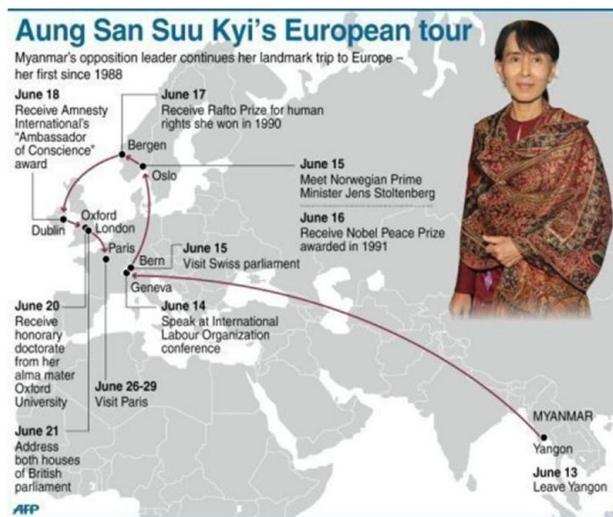 Aung San Suu Kyi's European tour
Myanmar's opposition leader continues her landmark trip to Europe –
her first since 1988
June 18
Receive Amnesty
International's
"Ambassador
of Conscience"
award
June 17
Receive Rafto Prize for human
rights she won in 1990
Bergen
Oslo
June 15
Meet Norwegian Prime
Minister Jens Stoltenberg
June 16
Receive Nobel Peace Prize
awarded in 1991
Dublin
Oxford
London
Paris
Bern
Geneva
June 15
Visit Swiss parliament
June 14
Speak at International
Labour Organization
conference
June 20
Receive
honorary
doctorate
from her
alma mater
Oxford
University
June 26-29
Visit Paris
June 21
Address
both houses
of British
parliament
MYANMAR
Yangon
June 13
Leave Yangon
AFP